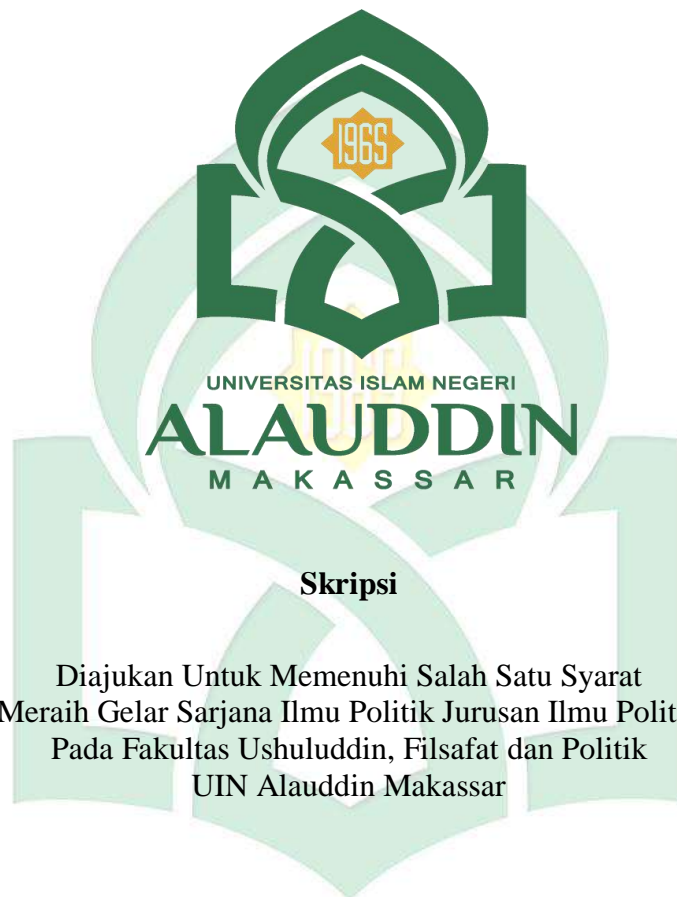 1965
UNIVERSITAS ISLAM NEGERI
ALAUDDIN
MAKASSAR
Skripsi
Diajukan Untuk Memenuhi Salah Satu Syarat
Meraih Gelar Sarjana Ilmu Politik Jurusan Ilmu Polit
Pada Fakultas Ushuluddin, Filsafat dan Politik
UIN Alauddin Makassar